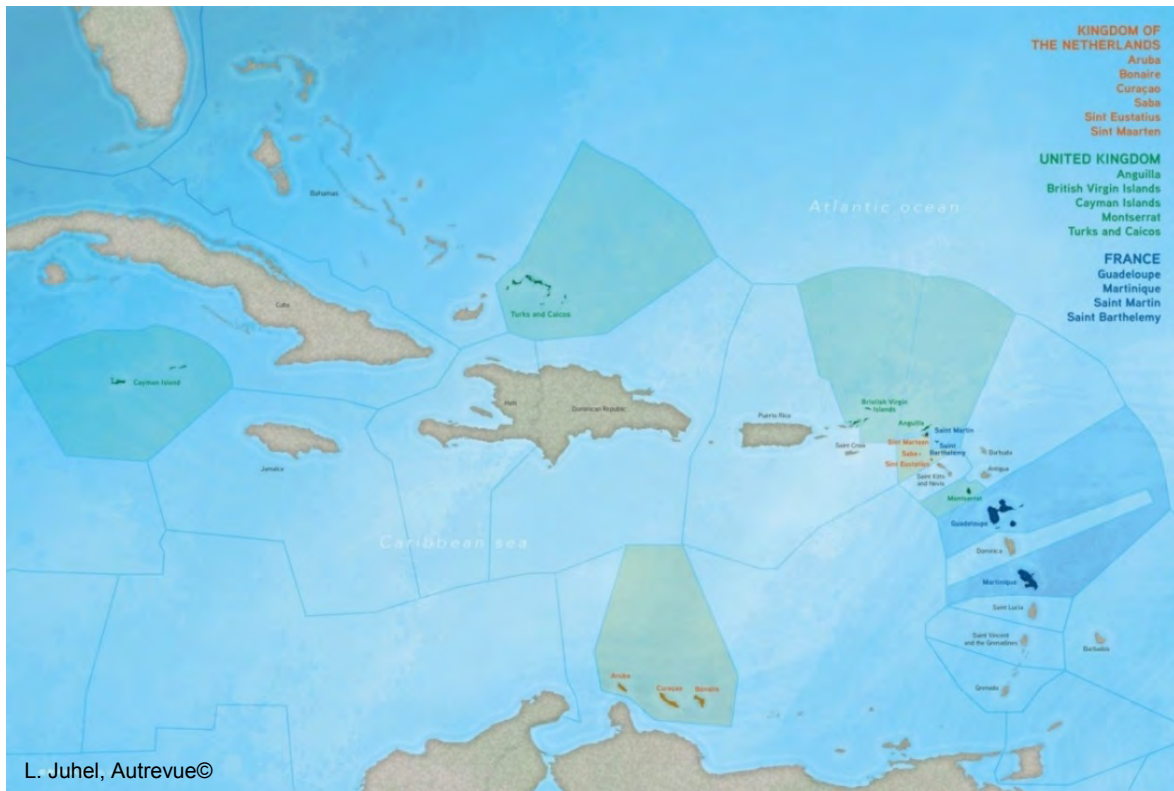 KINGDOM OF
THE NETHERLANDS
Aruba
Bonaire
Curaçao
Saba
Sint Eustatius
Sint Maarten
UNITED KINGDOM
Anguilla
British Virgin Islands
Cayman Islands
Montserrat
Turks and Caicos
FRANCE
Guadeloupe
Martinique
Saint Martin
Saint Barthelemy
Bahamas
Atlantic ocean
Cuba
Turks and Caicos
Cayman Island
Haïti
Dominican Republic
Jamaica
Puerto Rico
Saint Croix
Britvish Virgin
Islands
Anguilla
Saint Martin
Sint Marteen
Saint
Barthelemy
Saba -
Sint Eustatius
Saint Kitts
and Nevis
Barbuda
Antigua
Montserrat
Guadeloupe
Caribbean sea
Dominica
Martinique
Saint Lucia
Saint Vincent
and the Grenadines
Barbados
Grenada
Aruba
Curaçao
Bonaire
L. Juhel, Autrevue©